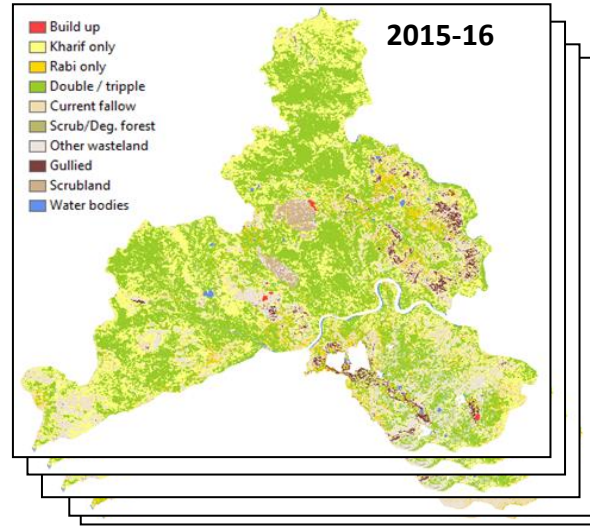 2015-16
Build up
Kharif only
Rabi only
Double / tripple
Current fallow
Scrub/Deg. forest
Other wasteland
Gullied
Scrubland
Water bodies